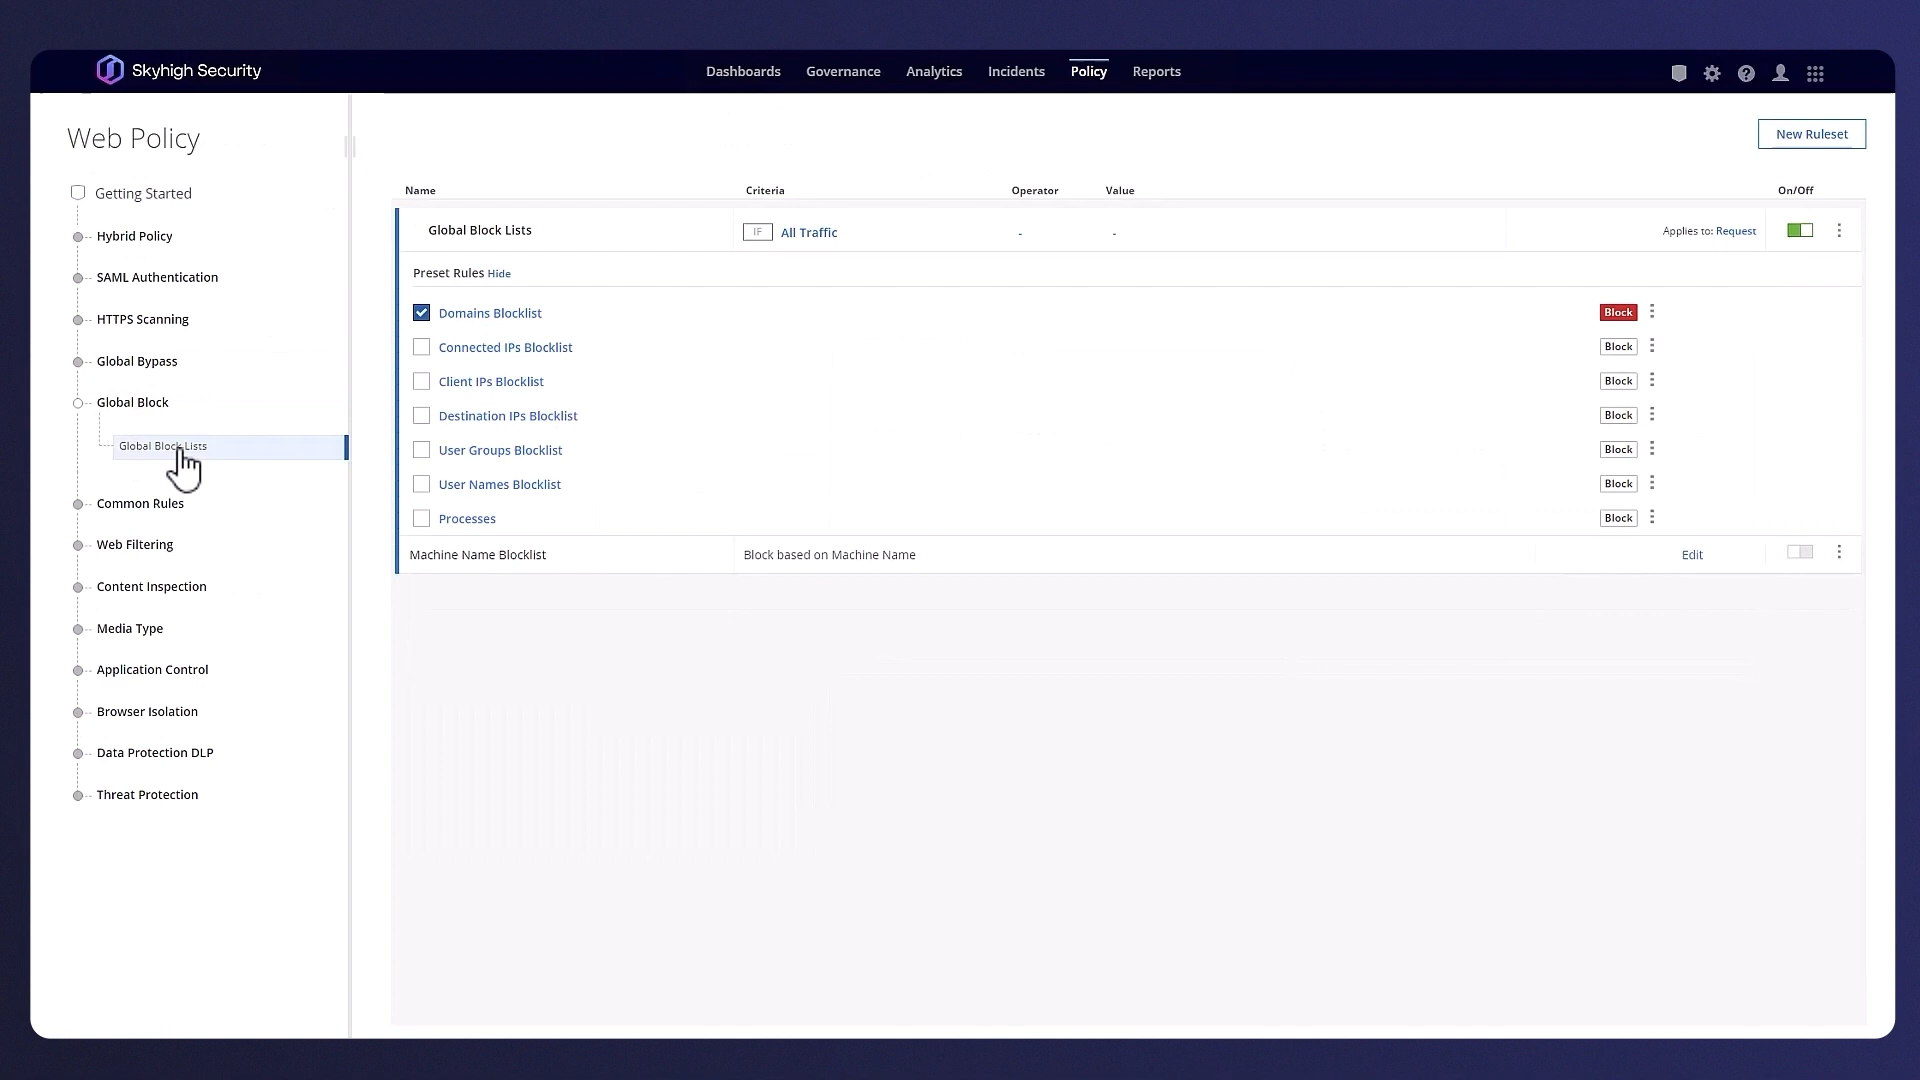 Skyhigh Security
Dashboards Governance Analytics Incidents Policy Reports
Web Policy
New Ruleset
Getting Started
Hybrid Policy
SAML Authentication
HTTPS Scanning
Global Bypass
Global Block
Global Block Lists
Common Rules
Web Filtering
Content Inspection
Media Type
Application Control
Browser Isolation
Data Protection DLP
Threat Protection
Name Criteria Operator Value On/Off
Global Block Lists IF All Traffic - - Applies to: Request
Preset Rules Hide
Domains Blocklist Block
Connected IPs Blocklist Block
Client IPs Blocklist Block
Destination IPs Blocklist Block
User Groups Blocklist Block
User Names Blocklist Block
Processes Block
Machine Name Blocklist Block based on Machine Name Edit